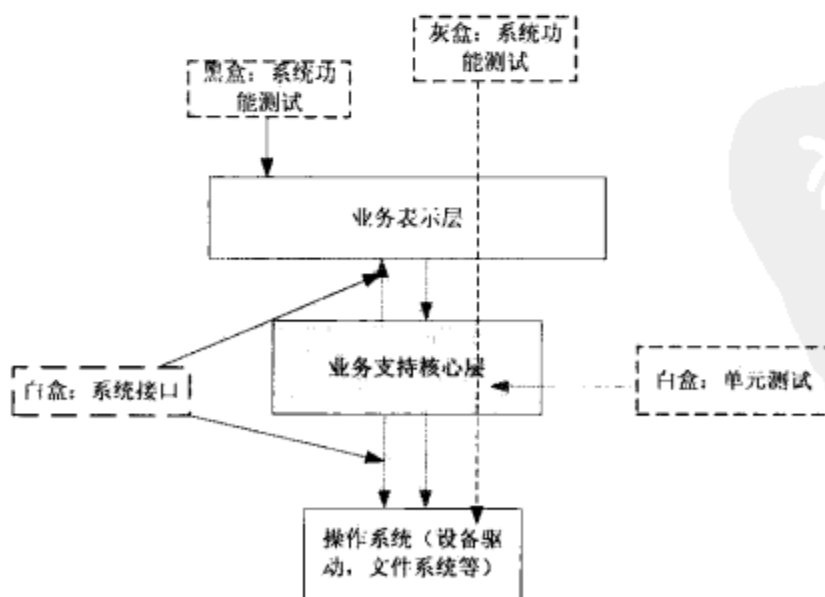 灰盒：系统功
能测试
黑盒：系统功
能测试
业务表示层
业务支持核心层
白盒：系统接口
白盒：单元测试
操作系统（设备驱
动，文件系统等）